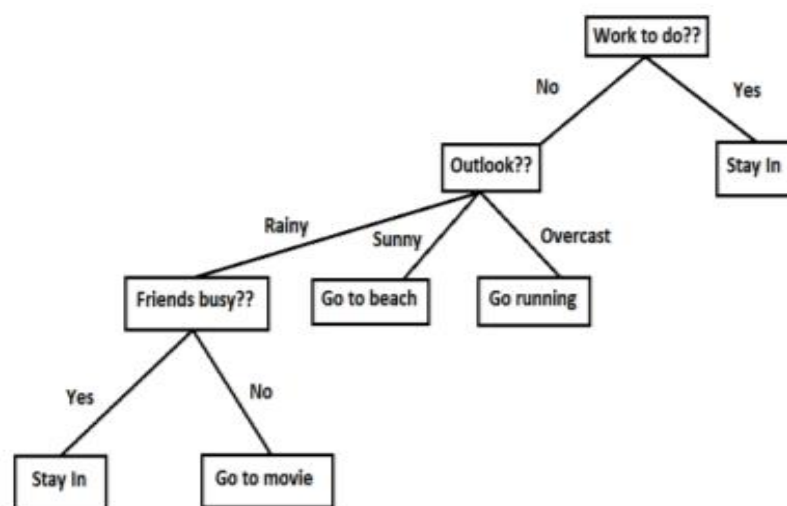 Work to do??
No
Yes
Outlook??
Stay In
Rainy
Sunny
Overcast
Friends busy??
Go to beach
Go running
Yes
No
Stay In
Go to movie